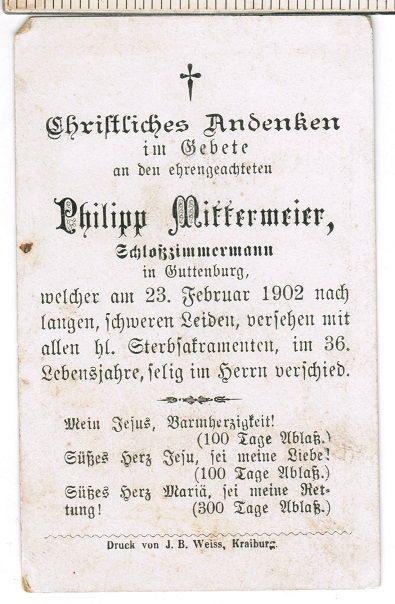 †
Christliches Andenken
im Gebete
an den ehrengeachteten
Philipp Mittermeier,
Schloßzimmermann
in Guttenburg,
welcher am 23. Februar 1902 nach
langen, schweren Leiden, versehen mit
allen hl. Sterbsakramenten, im 36.
Lebensjahre, selig im Herrn verschied.
Mein Jesus, Barmherzigkeit!
(100 Tage Ablaß.)
Süßes Herz Jesu, sei meine Liebe!
(100 Tage Ablaß.)
Süßes Herz Mariä, sei meine Ret-
tung! (300 Tage Ablaß.)
Druck von J. B. Weiss, Kraiburg.